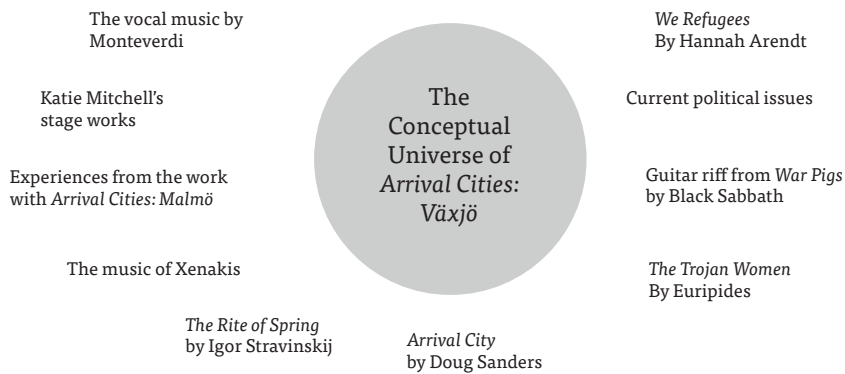 The vocal music by
Monteverdi
Katie Mitchell's
stage works
Experiences from the work
with Arrival Cities: Malmö
The music of Xenakis
The Rite of Spring
by Igor Stravinskij
The
Conceptual
Universe of
Arrival Cities:
Växjö
Arrival City
by Doug Sanders
We Refugees
By Hannah Arendt
Current political issues
Guitar riff from War Pigs
by Black Sabbath
The Trojan Women
By Euripides